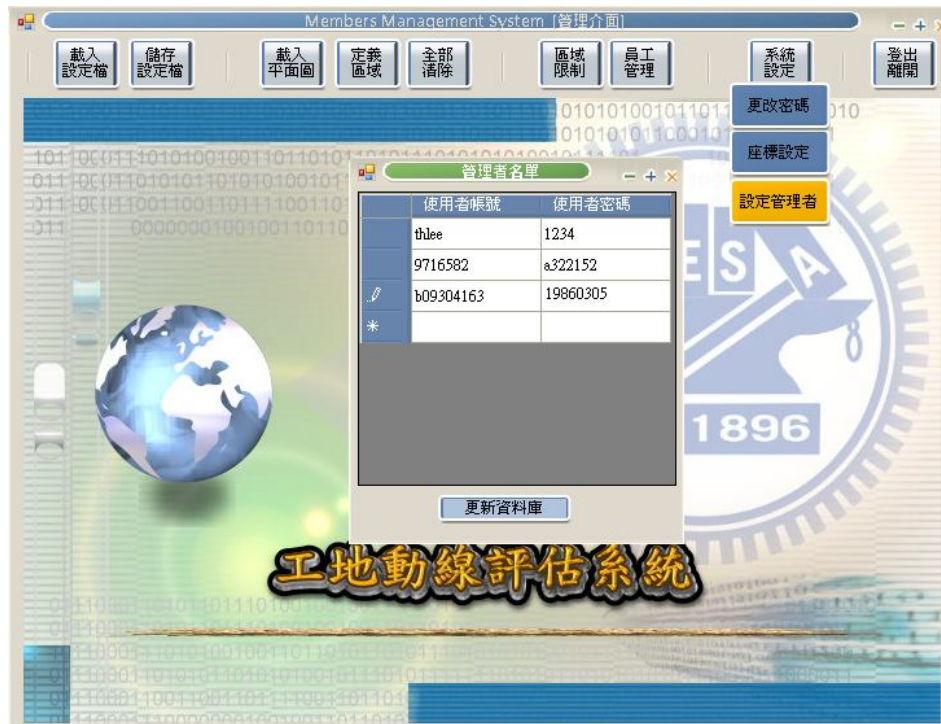 Members Management System [管理介面]
載入
設定檔
儲存
設定檔
載入
平面圖
定義
區域
全部
清除
區域
限制
員工
管理
系統
設定
登出
離開
更改密碼
座標設定
設定管理者
管理者名單
使用者帳號 使用者密碼
thlee 1234
9716582 a322152
b09304163 19860305
更新資料庫
ES A
1896
工地動線評估系統